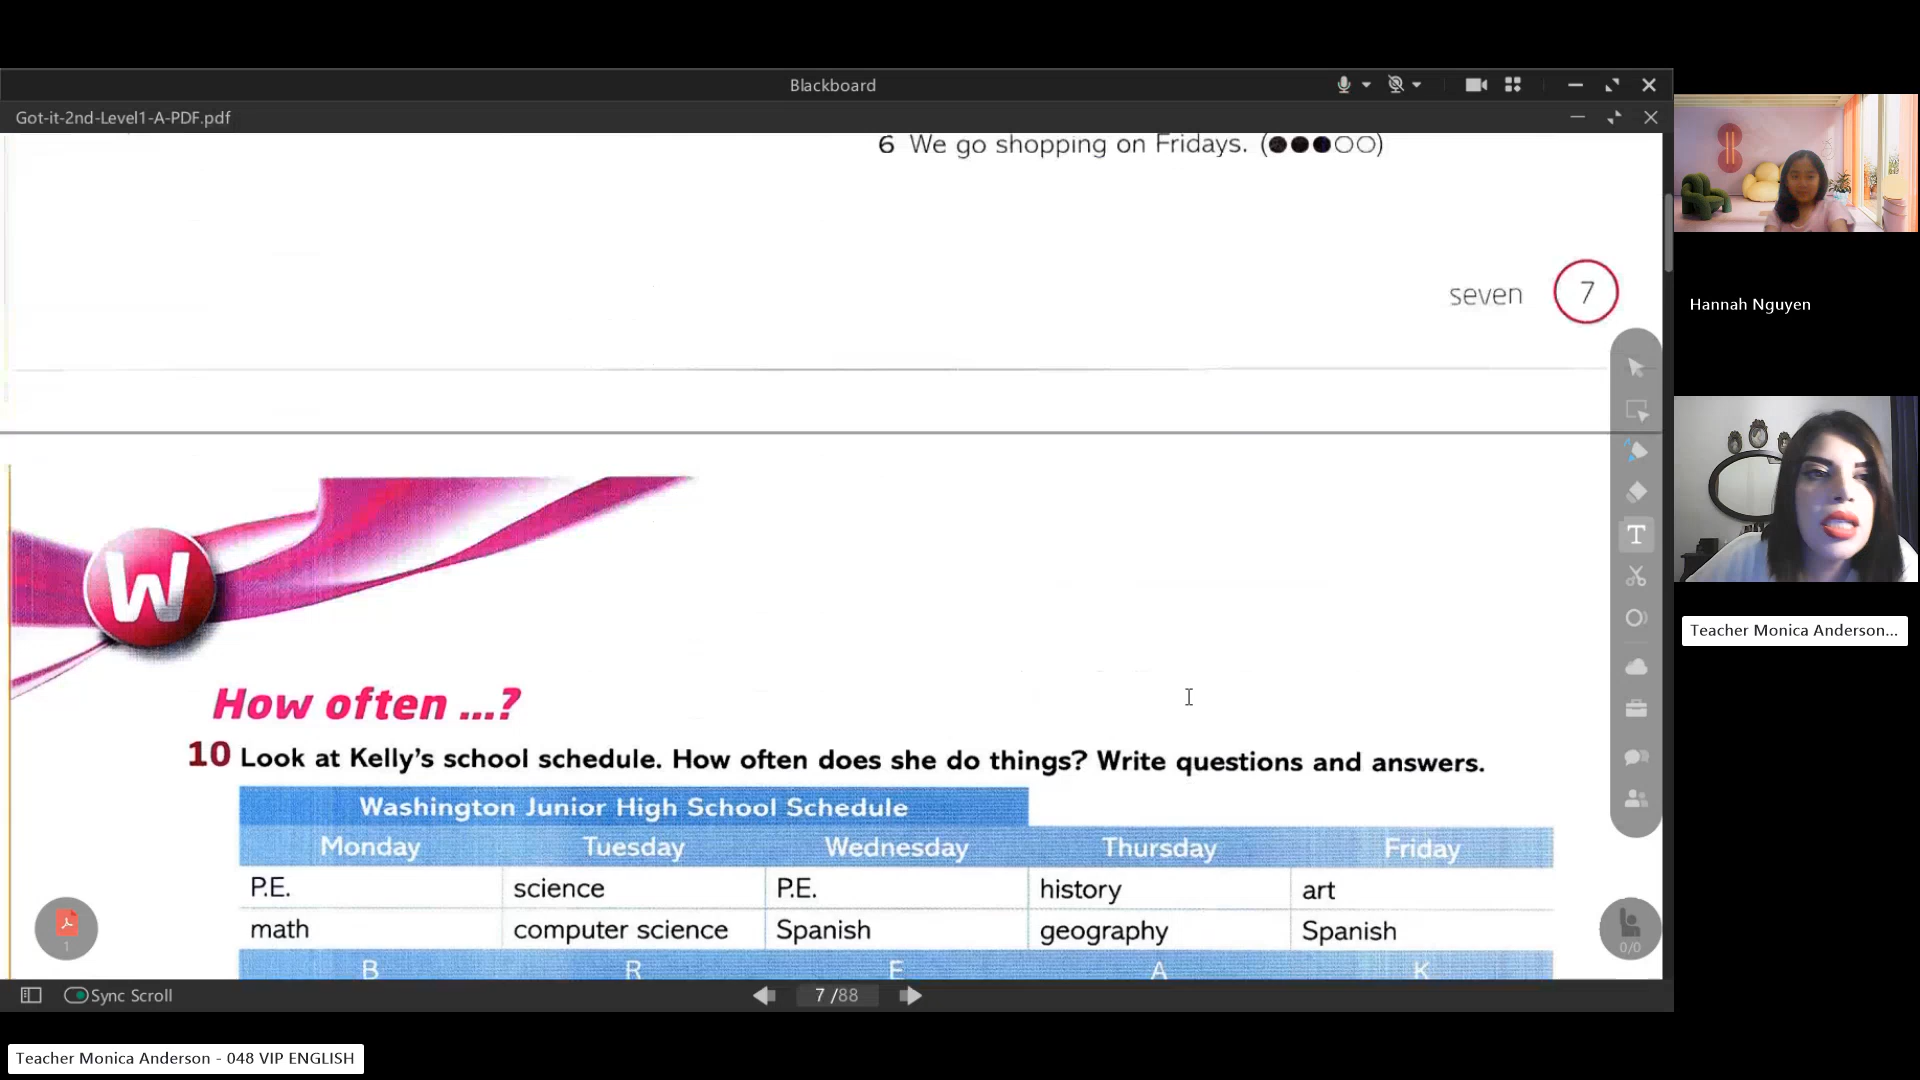 Blackboard
Got-it-2nd-Level1-A-PDF.pdf
6 We go shopping on Fridays. (●●●○○)
seven 7
W
How often ...?
10 Look at Kelly's school schedule. How often does she do things? Write questions and answers.
Washington Junior High School Schedule
Monday Tuesday Wednesday Thursday Friday
P.E. science P.E. history art
math computer science Spanish geography Spanish
B R E A K
1
0/0
Sync Scroll 7 /88
Hannah Nguyen
Teacher Monica Anderson...
Teacher Monica Anderson - 048 VIP ENGLISH